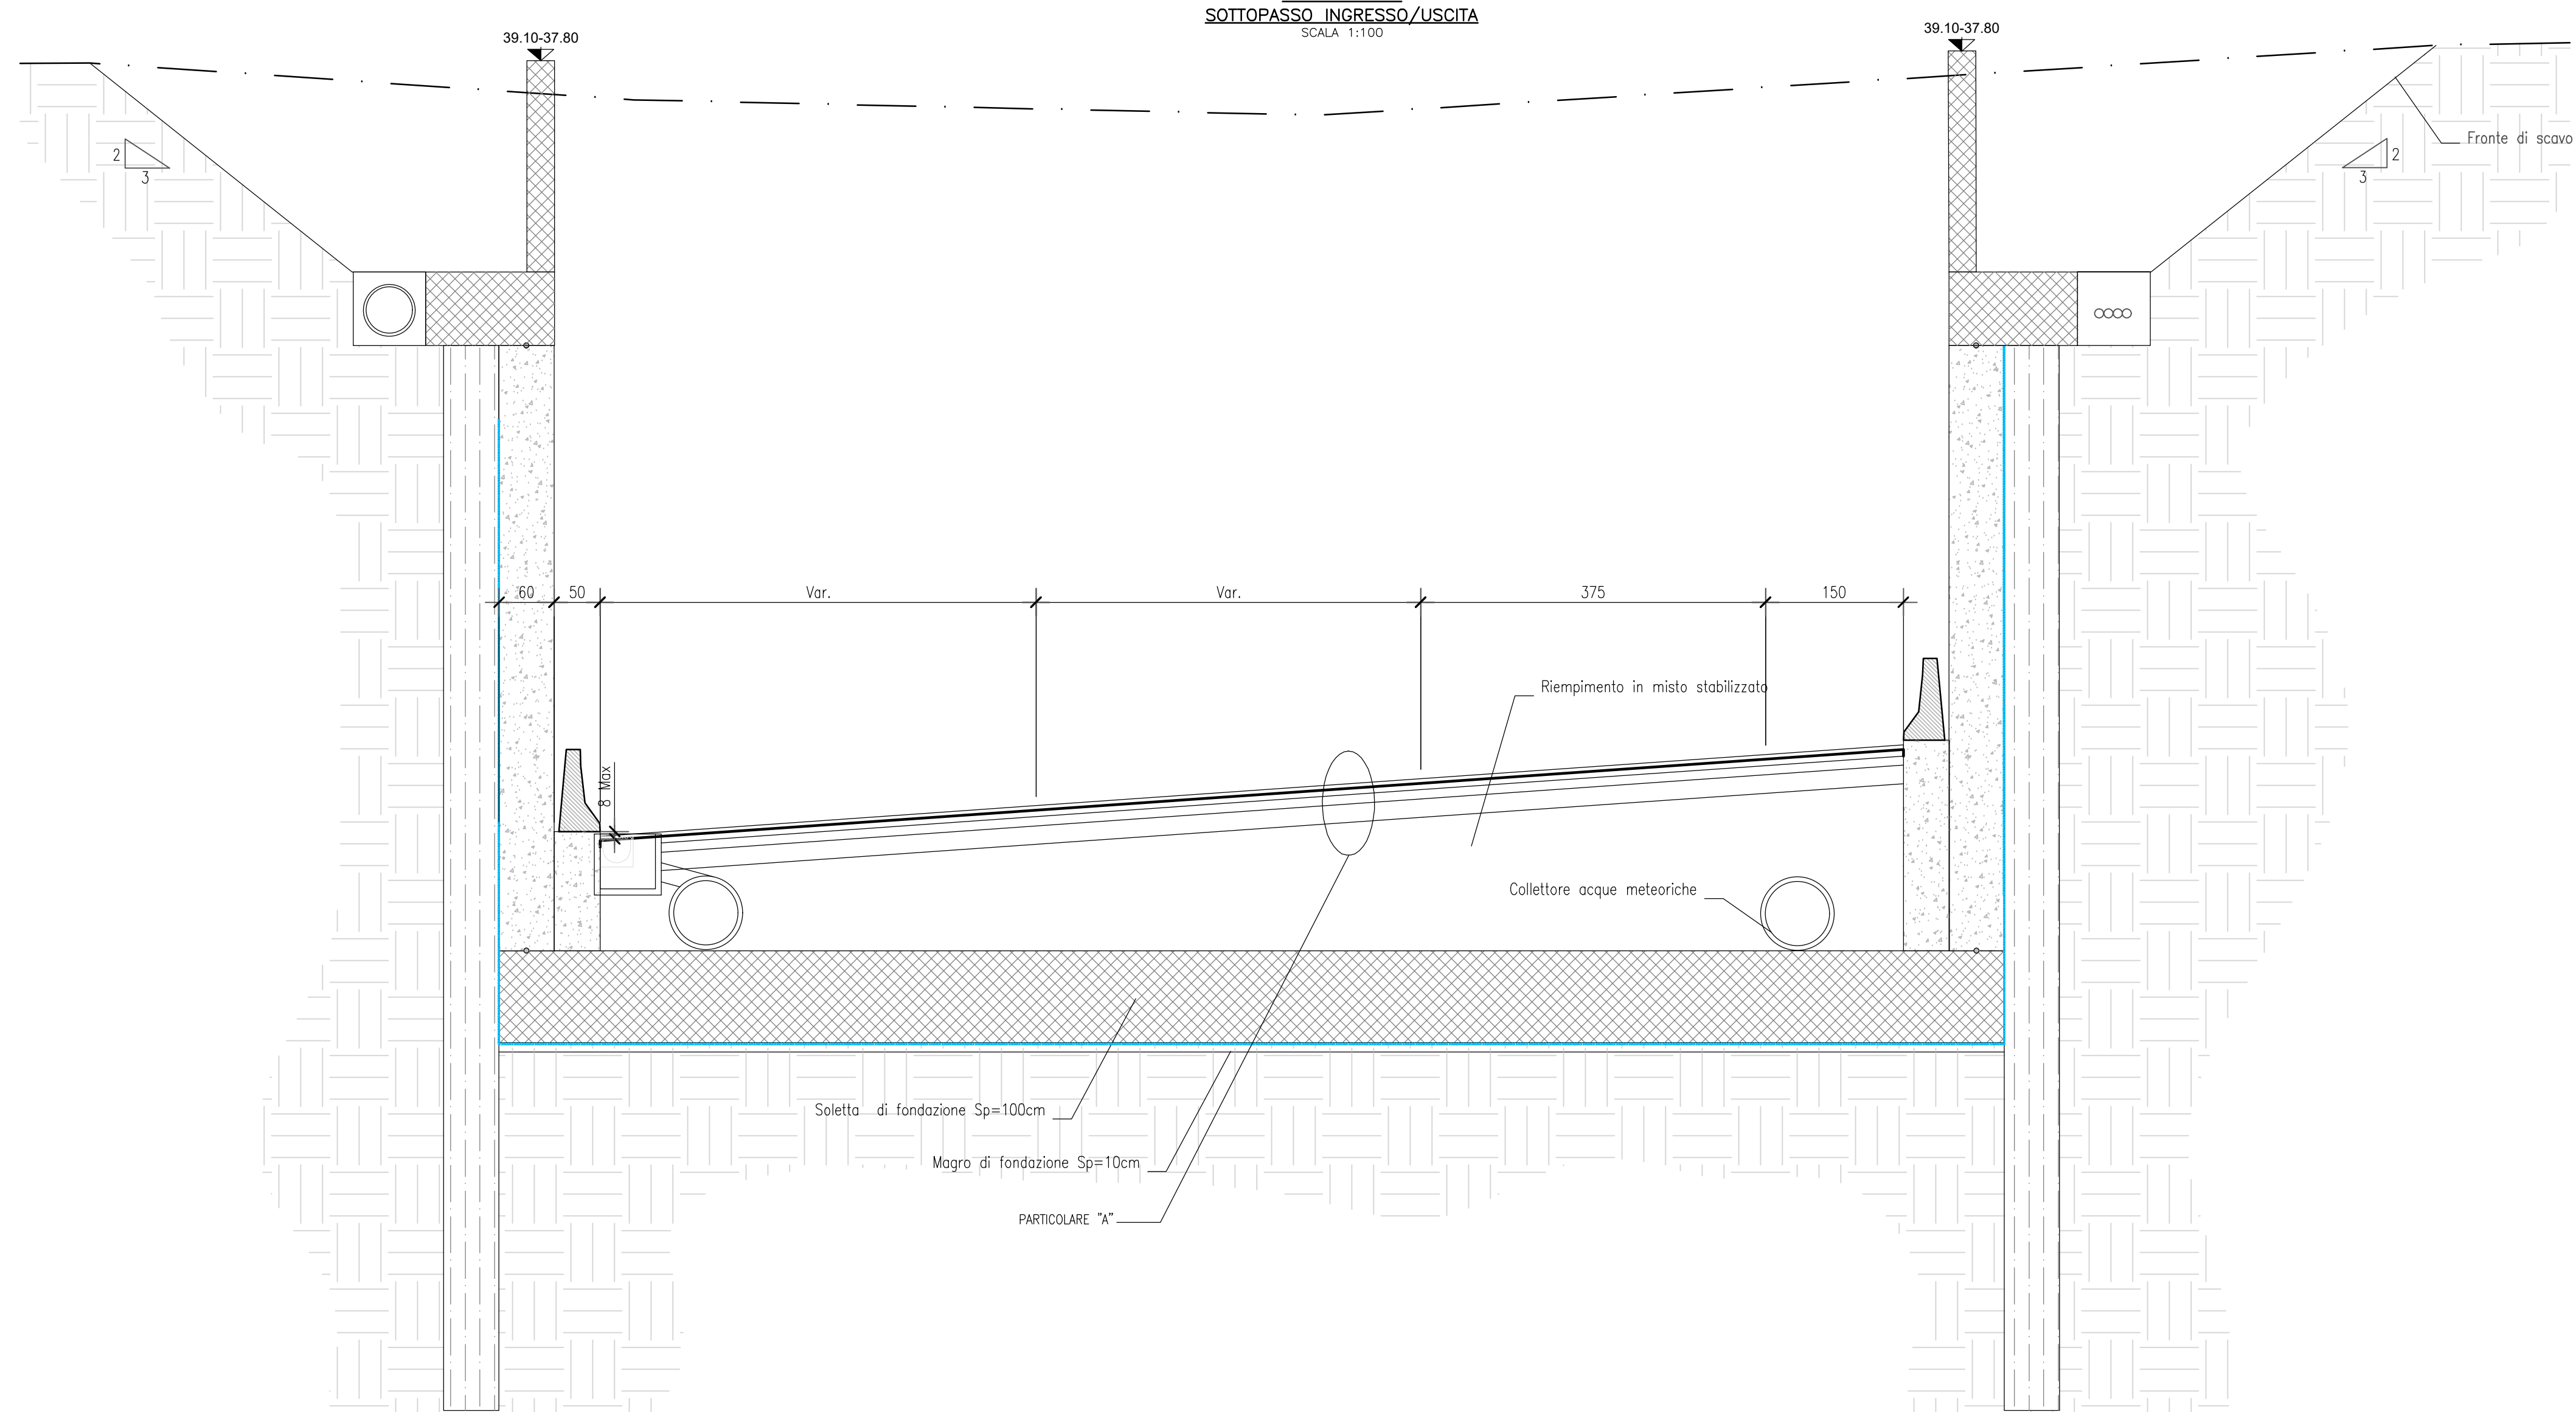 SOTTOPASSO INGRESSO/USCITA
SCALA 1:100
39.10-37.80
39.10-37.80
Fronte di scavo
2
3
2
3
60
50
Var.
Var.
375
150
Riempimento in misto stabilizzato
8 Max
Collettore acque meteoriche
Soletta di fondazione Sp=100cm
Magro di fondazione Sp=10cm
PARTICOLARE "A"